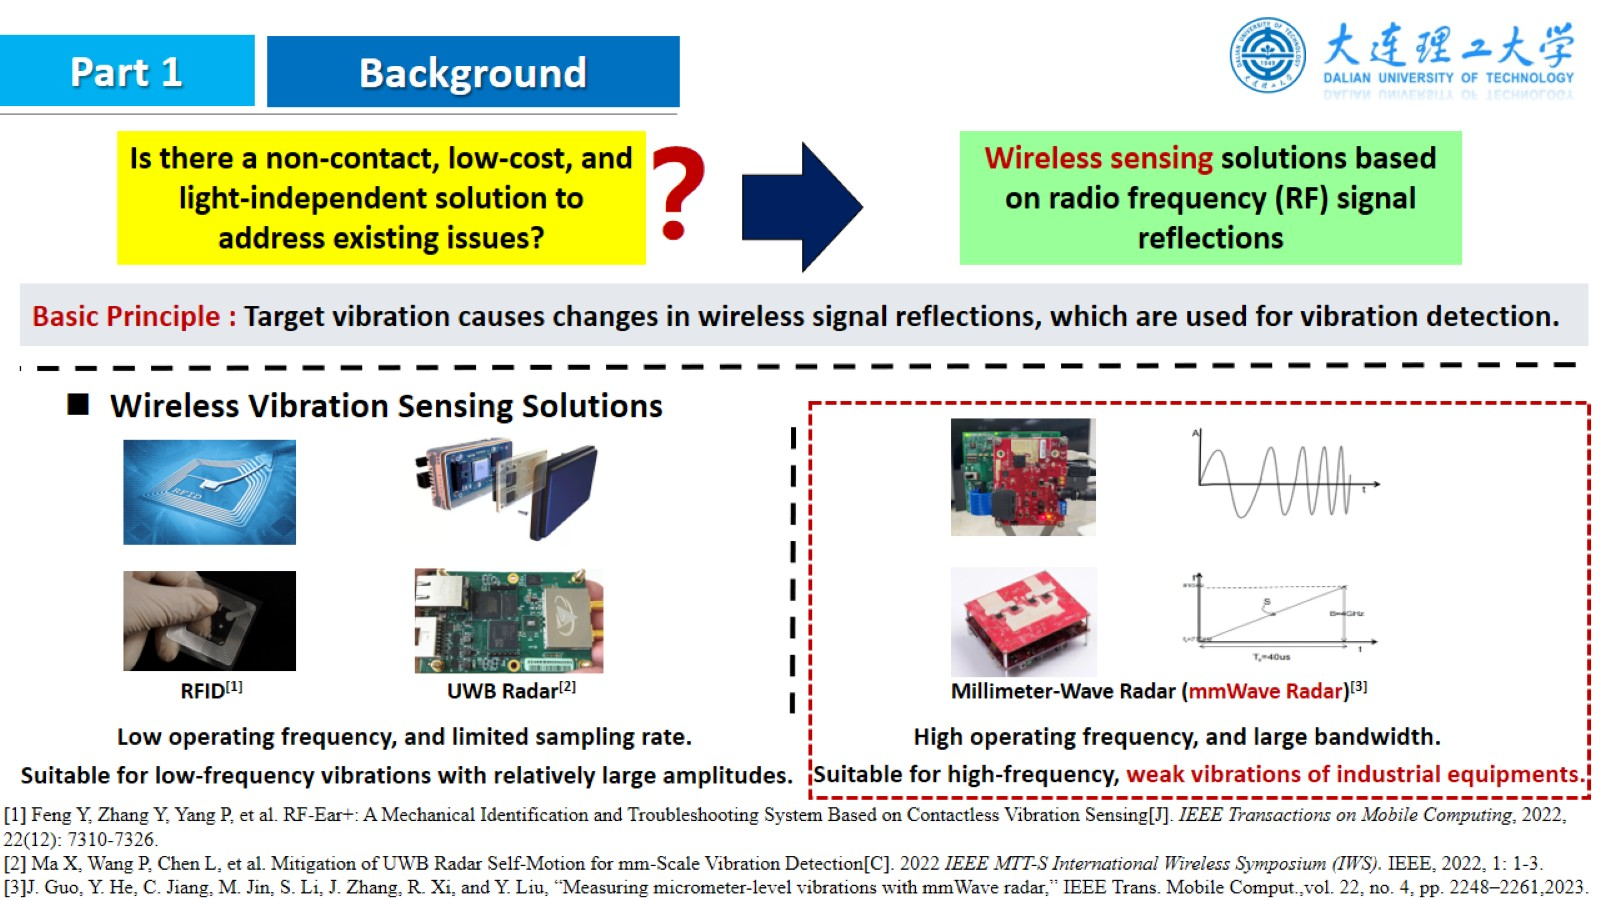 Part 1
Background
大连理工大学
DALIAN UNIVERSITY OF TECHNOLOGY
Is there a non-contact, low-cost, and
light-independent solution to
address existing issues?
?
Wireless sensing solutions based
on radio frequency (RF) signal
reflections
Basic Principle : Target vibration causes changes in wireless signal reflections, which are used for vibration detection.
■ Wireless Vibration Sensing Solutions
RFID
A
t
f
S
B=4GHz
t
Tc=40us
RFID[1]
UWB Radar[2]
Millimeter-Wave Radar (mmWave Radar)[3]
Low operating frequency, and limited sampling rate.
Suitable for low-frequency vibrations with relatively large amplitudes.
High operating frequency, and large bandwidth.
Suitable for high-frequency, weak vibrations of industrial equipments.
[1] Feng Y, Zhang Y, Yang P, et al. RF-Ear+: A Mechanical Identification and Troubleshooting System Based on Contactless Vibration Sensing[J]. IEEE Transactions on Mobile Computing, 2022,
22(12): 7310-7326.
[2] Ma X, Wang P, Chen L, et al. Mitigation of UWB Radar Self-Motion for mm-Scale Vibration Detection[C]. 2022 IEEE MTT-S International Wireless Symposium (IWS). IEEE, 2022, 1: 1-3.
[3]J. Guo, Y. He, C. Jiang, M. Jin, S. Li, J. Zhang, R. Xi, and Y. Liu, “Measuring micrometer-level vibrations with mmWave radar,” IEEE Trans. Mobile Comput.,vol. 22, no. 4, pp. 2248–2261,2023.